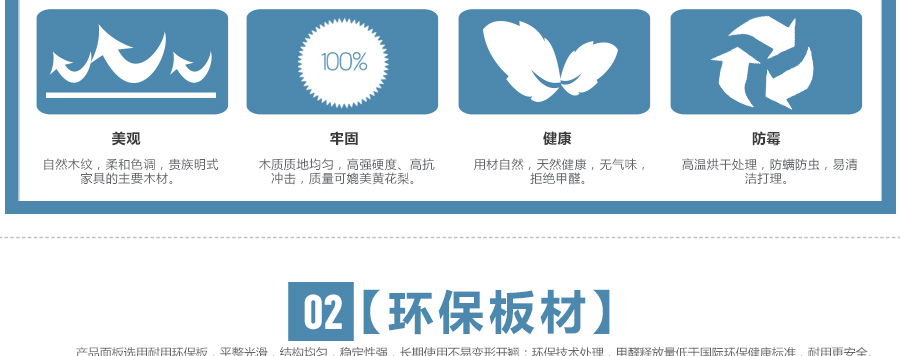 100%
美观
自然木纹，柔和色调，贵族明式
家具的主要木材。
牢固
木质质地均匀，高强硬度、高抗
冲击，质量可媲美黄花梨。
健康
用材自然，天然健康，无气味，
拒绝甲醛。
防霉
高温烘干处理，防螨防虫，易清
洁打理。
02【环保板材】
产品面板选用耐用环保板，平整光滑，结构均匀，稳定性强，长期使用不易变形开翘；环保技术处理，甲醛释放量低于国际环保健康标准，耐用更安全。